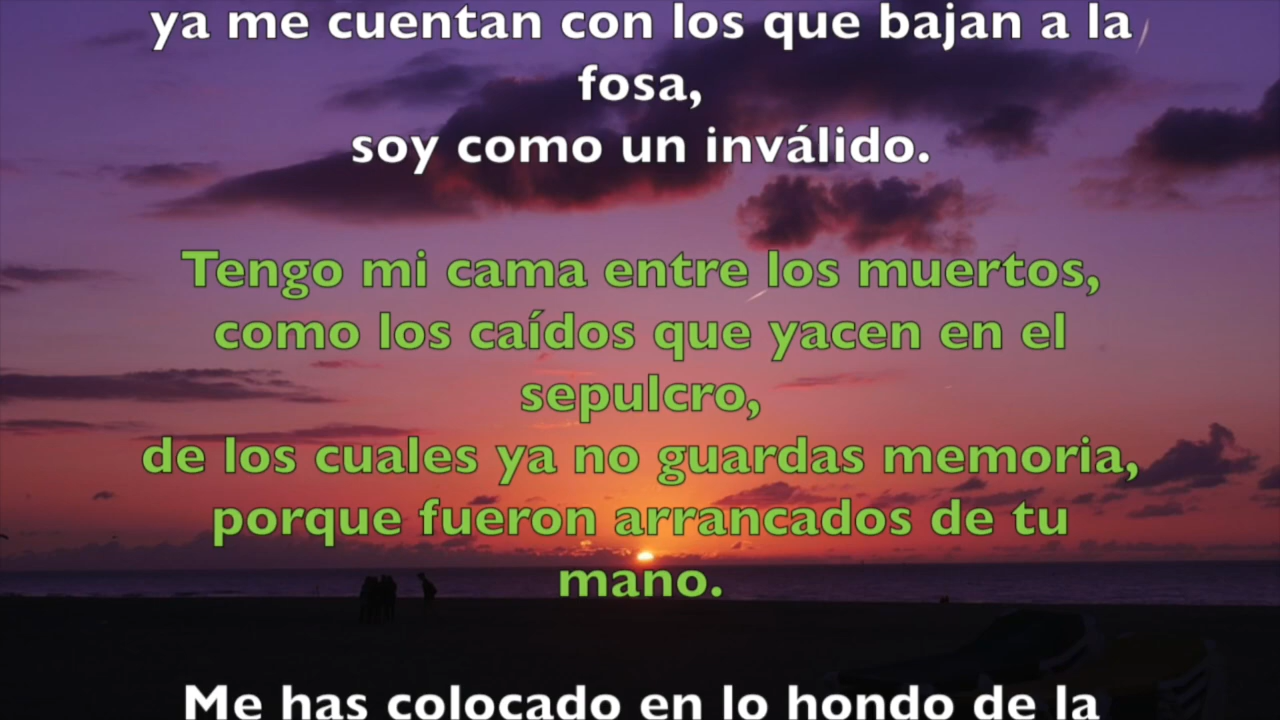 ya me cuentan con los que bajan a la
fosa,
soy como un inválido.
Tengo mi cama entre los muertos,
como los caídos que yacen en el
sepulcro,
de los cuales ya no guardas memoria,
porque fueron arrancados de tu
mano.
Me has colocado en lo hondo de la